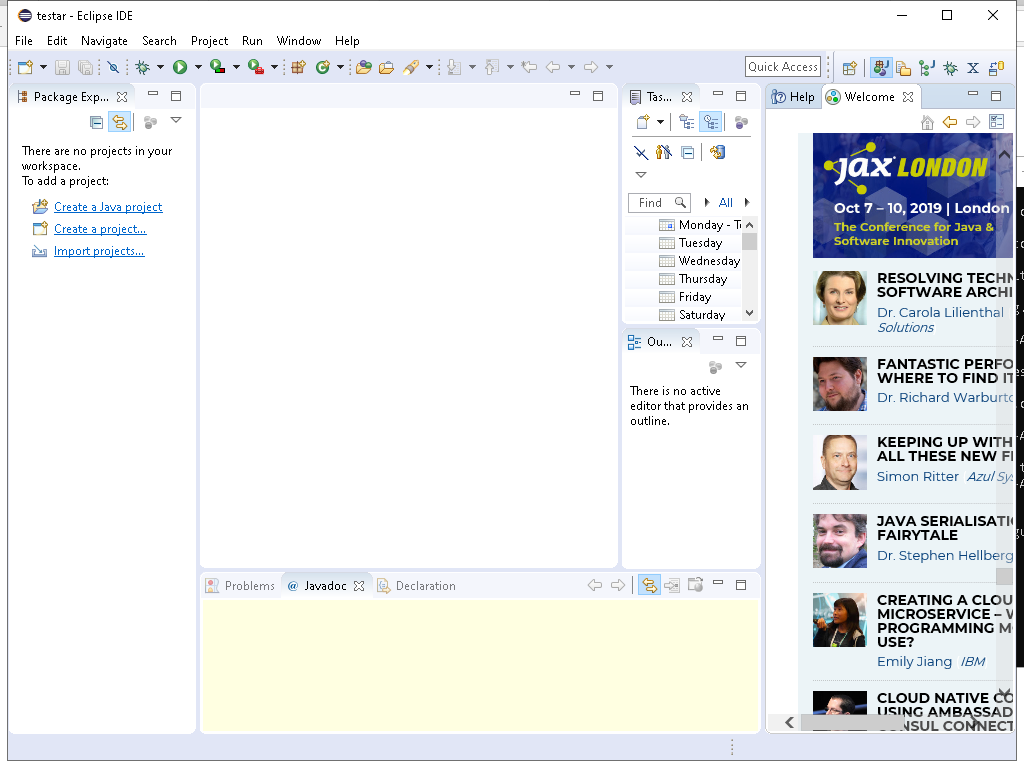 testar - Eclipse IDE
File Edit Navigate Search Project Run Window Help
Quick Access
Package Exp...
There are no projects in your
workspace.
To add a project:
Create a Java project
Create a project...
Import projects...
Tas...
Find All
Monday - T
Tuesday
Wednesday
Thursday
Friday
Saturday
Ou...
There is no active
editor that provides an
outline.
Problems @ Javadoc Declaration
Help Welcome
jax LONDON
Oct 7 – 10, 2019 | London
The Conference for Java &
Software Innovation
RESOLVING TECHN
SOFTWARE ARCHI
Dr. Carola Lilienthal
Solutions
FANTASTIC PERFO
WHERE TO FIND IT
Dr. Richard Warburto
KEEPING UP WITH
ALL THESE NEW F
Simon Ritter Azul Sys
JAVA SERIALISATI
FAIRYTALE
Dr. Stephen Hellberg
CREATING A CLOU
MICROSERVICE – W
PROGRAMMING M
USE?
Emily Jiang IBM
CLOUD NATIVE CO
USING AMBASSAD
CONSUL CONNECT